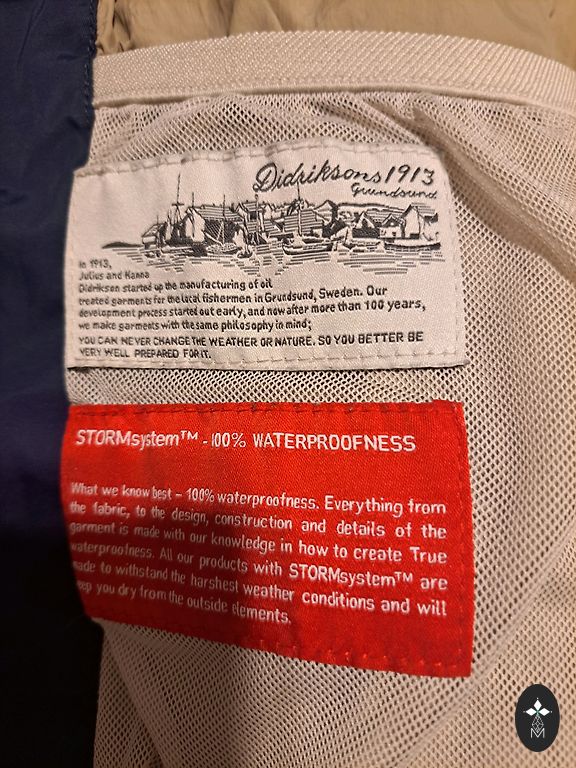 Didriksons1913
Grundsund
In 1913,
Julius and Hanna
Didrikson started up the manufacturing of oil
treated garments for the local fishermen in Grundsund, Sweden. Our
development process started out early, and now after more than 100 years,
we make garments with the same philosophy in mind;
YOU CAN NEVER CHANGE THE WEATHER OR NATURE, SO YOU BETTER BE
VERY WELL PREPARED FOR IT.
STORMsystem™ - 100% WATERPROOFNESS
What we know best – 100% waterproofness. Everything from
the fabric, to the design, construction and details of the
garment is made with our knowledge in how to create True
waterproofness. All our products with STORMsystem™ are
made to withstand the harshest weather conditions and will
keep you dry from the outside elements.
M